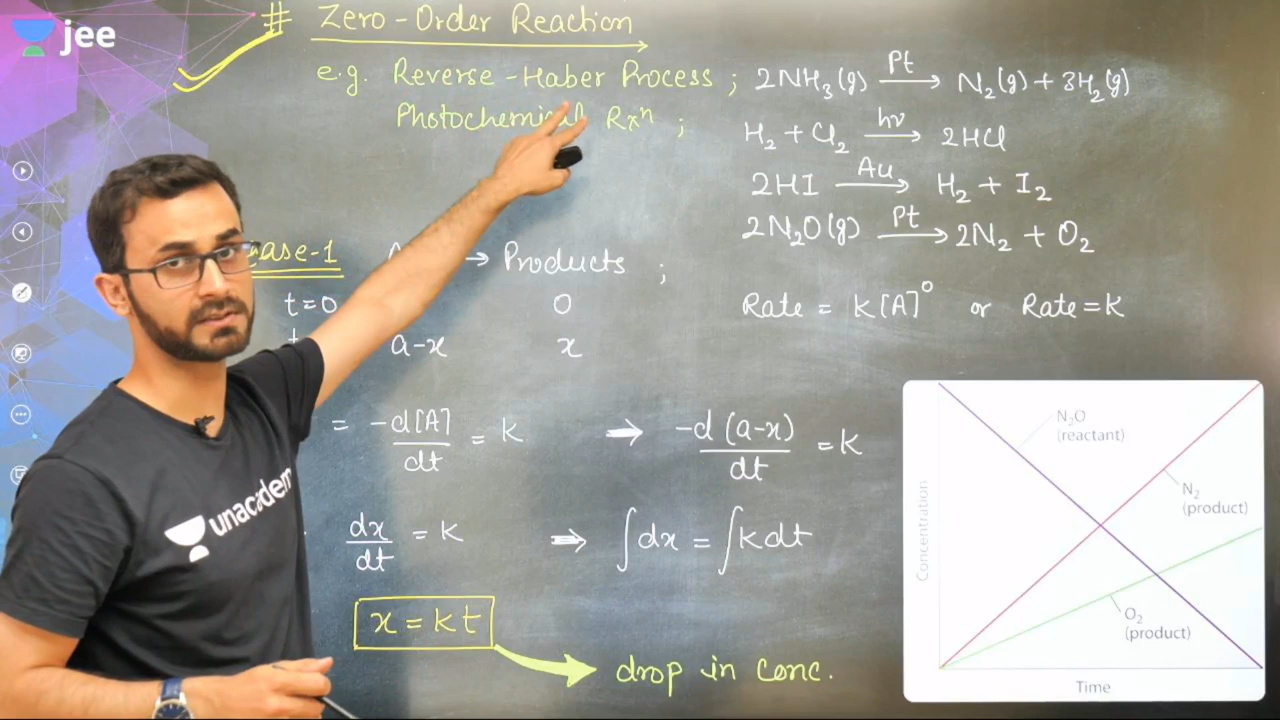 jee
# Zero-Order Reaction
e.g. Reverse-Haber Process ; 2NH₃(g) —Pt→ N₂(g) + 3H₂(g)
Photochemical Rxⁿ ; H₂ + Cl₂ —hν→ 2HCl
2HI —Au→ H₂ + I₂
2N₂O(g) —Pt→ 2N₂ + O₂
ase-1 → Products ;
t=0 0
a-x x
Rate = K[A]⁰ or Rate=K
= -d[A]/dt = K → -d(a-x)/dt = K
dx/dt = K ⇒ ∫dx = ∫Kdt
x = Kt
drop in conc.
unacadem
Concentration
N₂O
(reactant)
N₂
(product)
O₂
(product)
Time